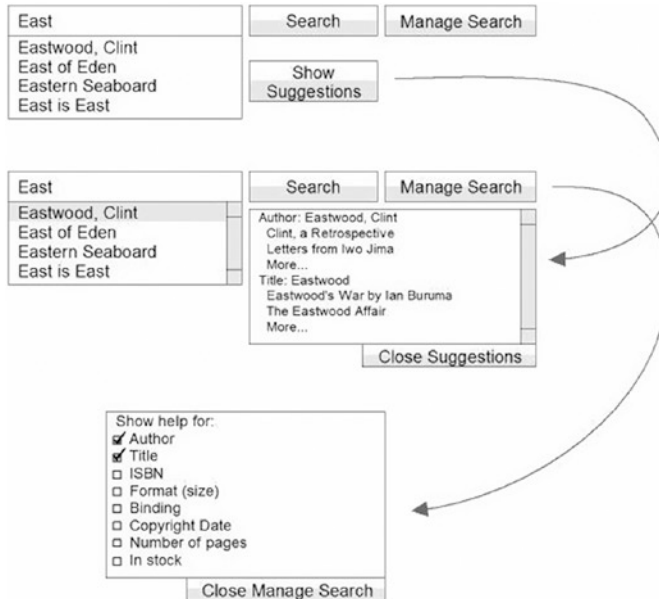 East
Search
Manage Search
Eastwood, Clint
East of Eden
Eastern Seaboard
East is East
Show
Suggestions
East
Search
Manage Search
Eastwood, Clint
East of Eden
Eastern Seaboard
East is East
Author: Eastwood, Clint
Clint, a Retrospective
Letters from Iwo Jima
More...
Title: Eastwood
Eastwood's War by Ian Buruma
The Eastwood Affair
More...
Close Suggestions
Show help for:
Author
Title
ISBN
Format (size)
Binding
Copyright Date
Number of pages
In stock
Close Manage Search